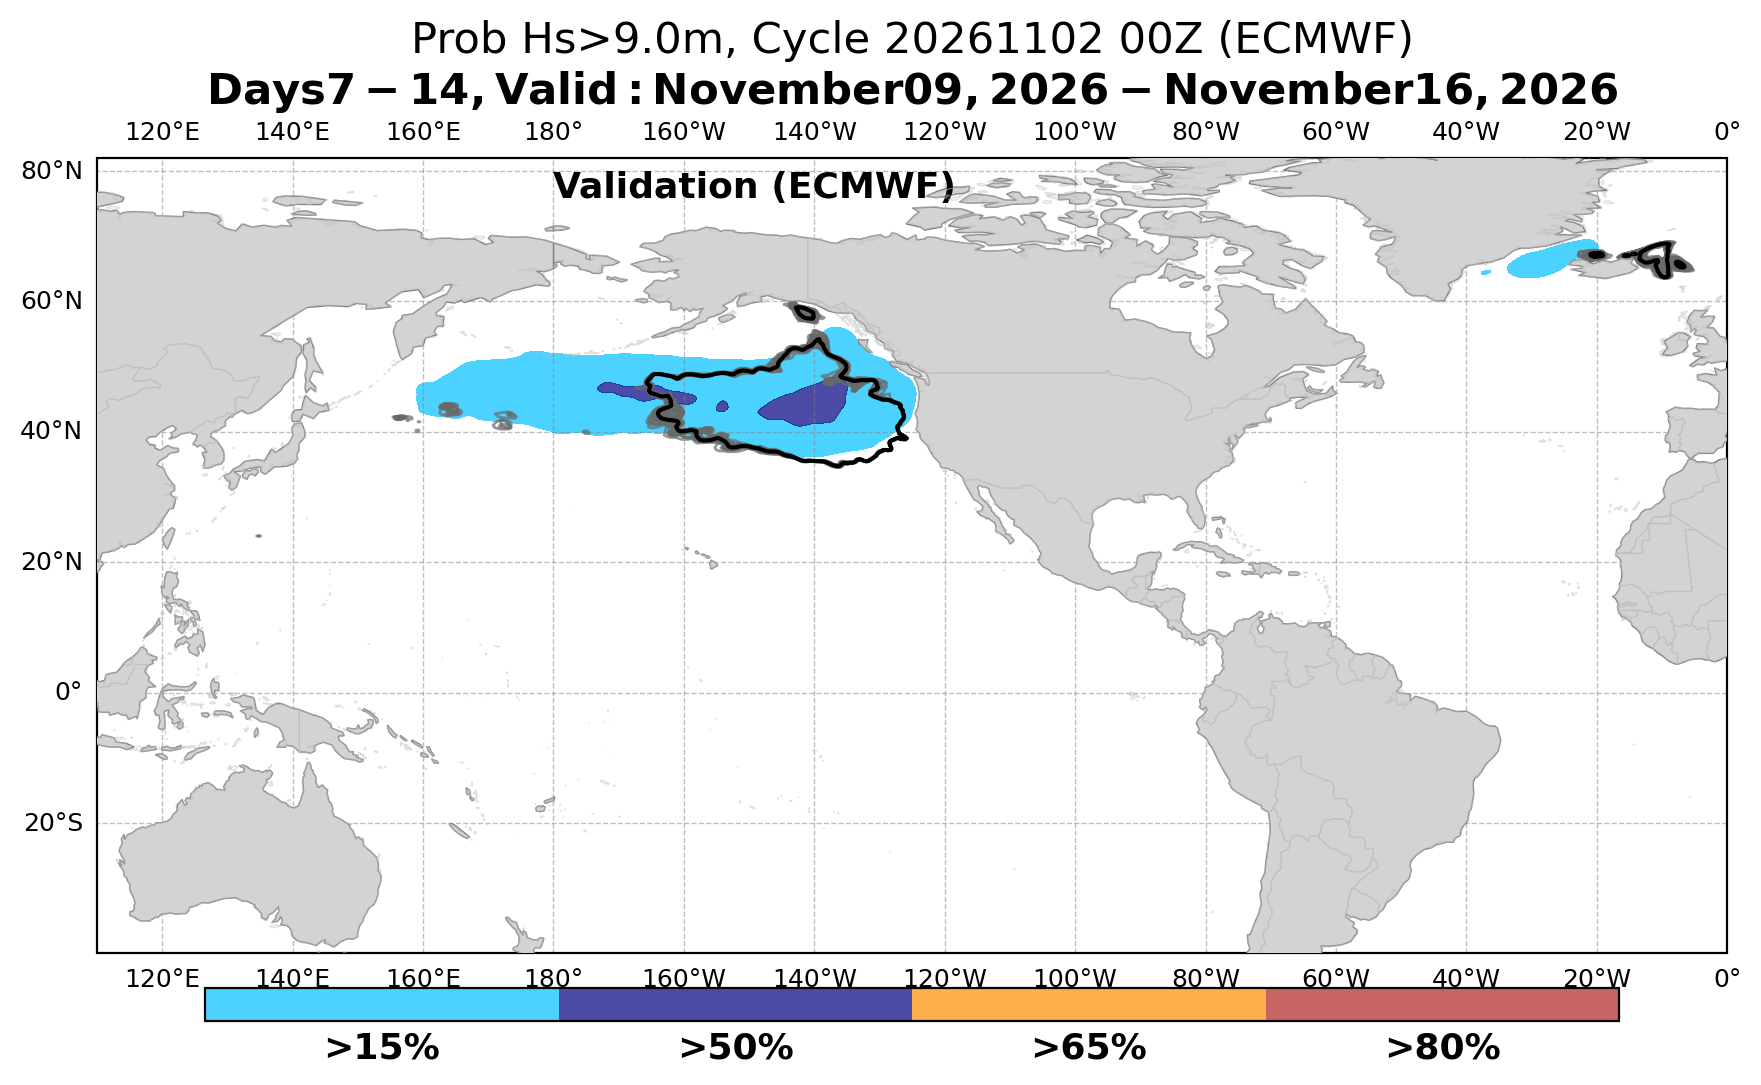 Prob Hs>9.0m, Cycle 20261102 00Z (ECMWF)
Days7 − 14, Valid : November09, 2026 − November16, 2026
120°E 140°E 160°E 180° 160°W 140°W 120°W 100°W 80°W 60°W 40°W 20°W 0°
80°N
Validation (ECMWF)
60°N
40°N
20°N
0°
20°S
120°E 140°E 160°E 180° 160°W 140°W 120°W 100°W 80°W 60°W 40°W 20°W 0°
>15% >50% >65% >80%